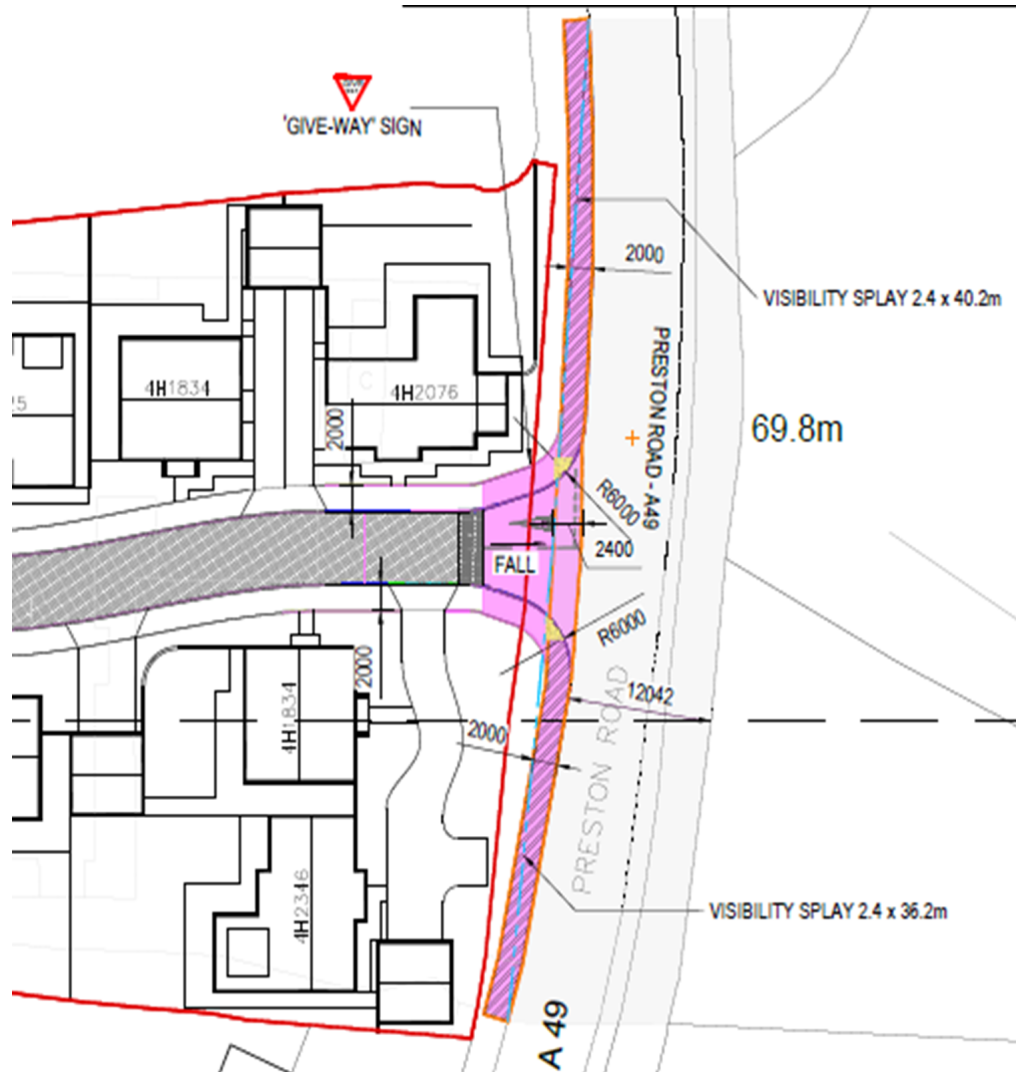 'GIVE-WAY' SIGN
2000
VISIBILITY SPLAY 2.4 x 40.2m
PRESTON ROAD - A49
69.8m
25
4H1834
C
4H2076
2000
R6000
2400
FALL
R6000
2000
4H1834
12042
2000
PRESTON ROAD
4H2346
VISIBILITY SPLAY 2.4 x 36.2m
A 49